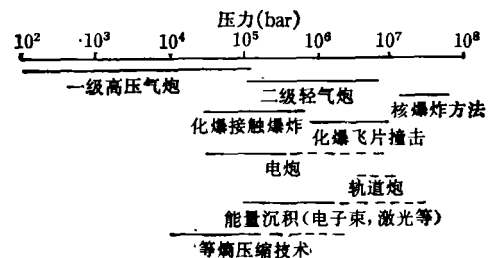 压力(bar)
10² 10³ 10⁴ 10⁵ 10⁶ 10⁷ 10⁸
一级高压气炮
二级轻气炮
核爆炸方法
化爆接触爆炸
化爆飞片撞击
电炮
轨道炮
能量沉积(电子束,激光等)
等熵压缩技术